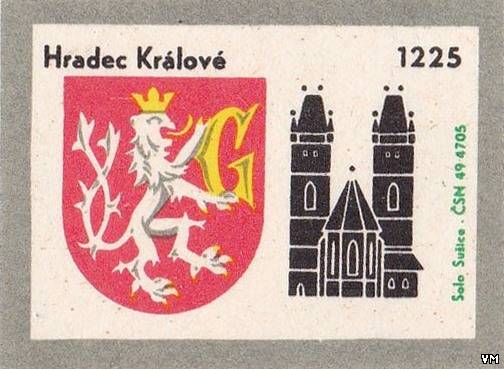 Hradec Králové 1225
G
Solo Sušice · ČSN 49 4705
VM